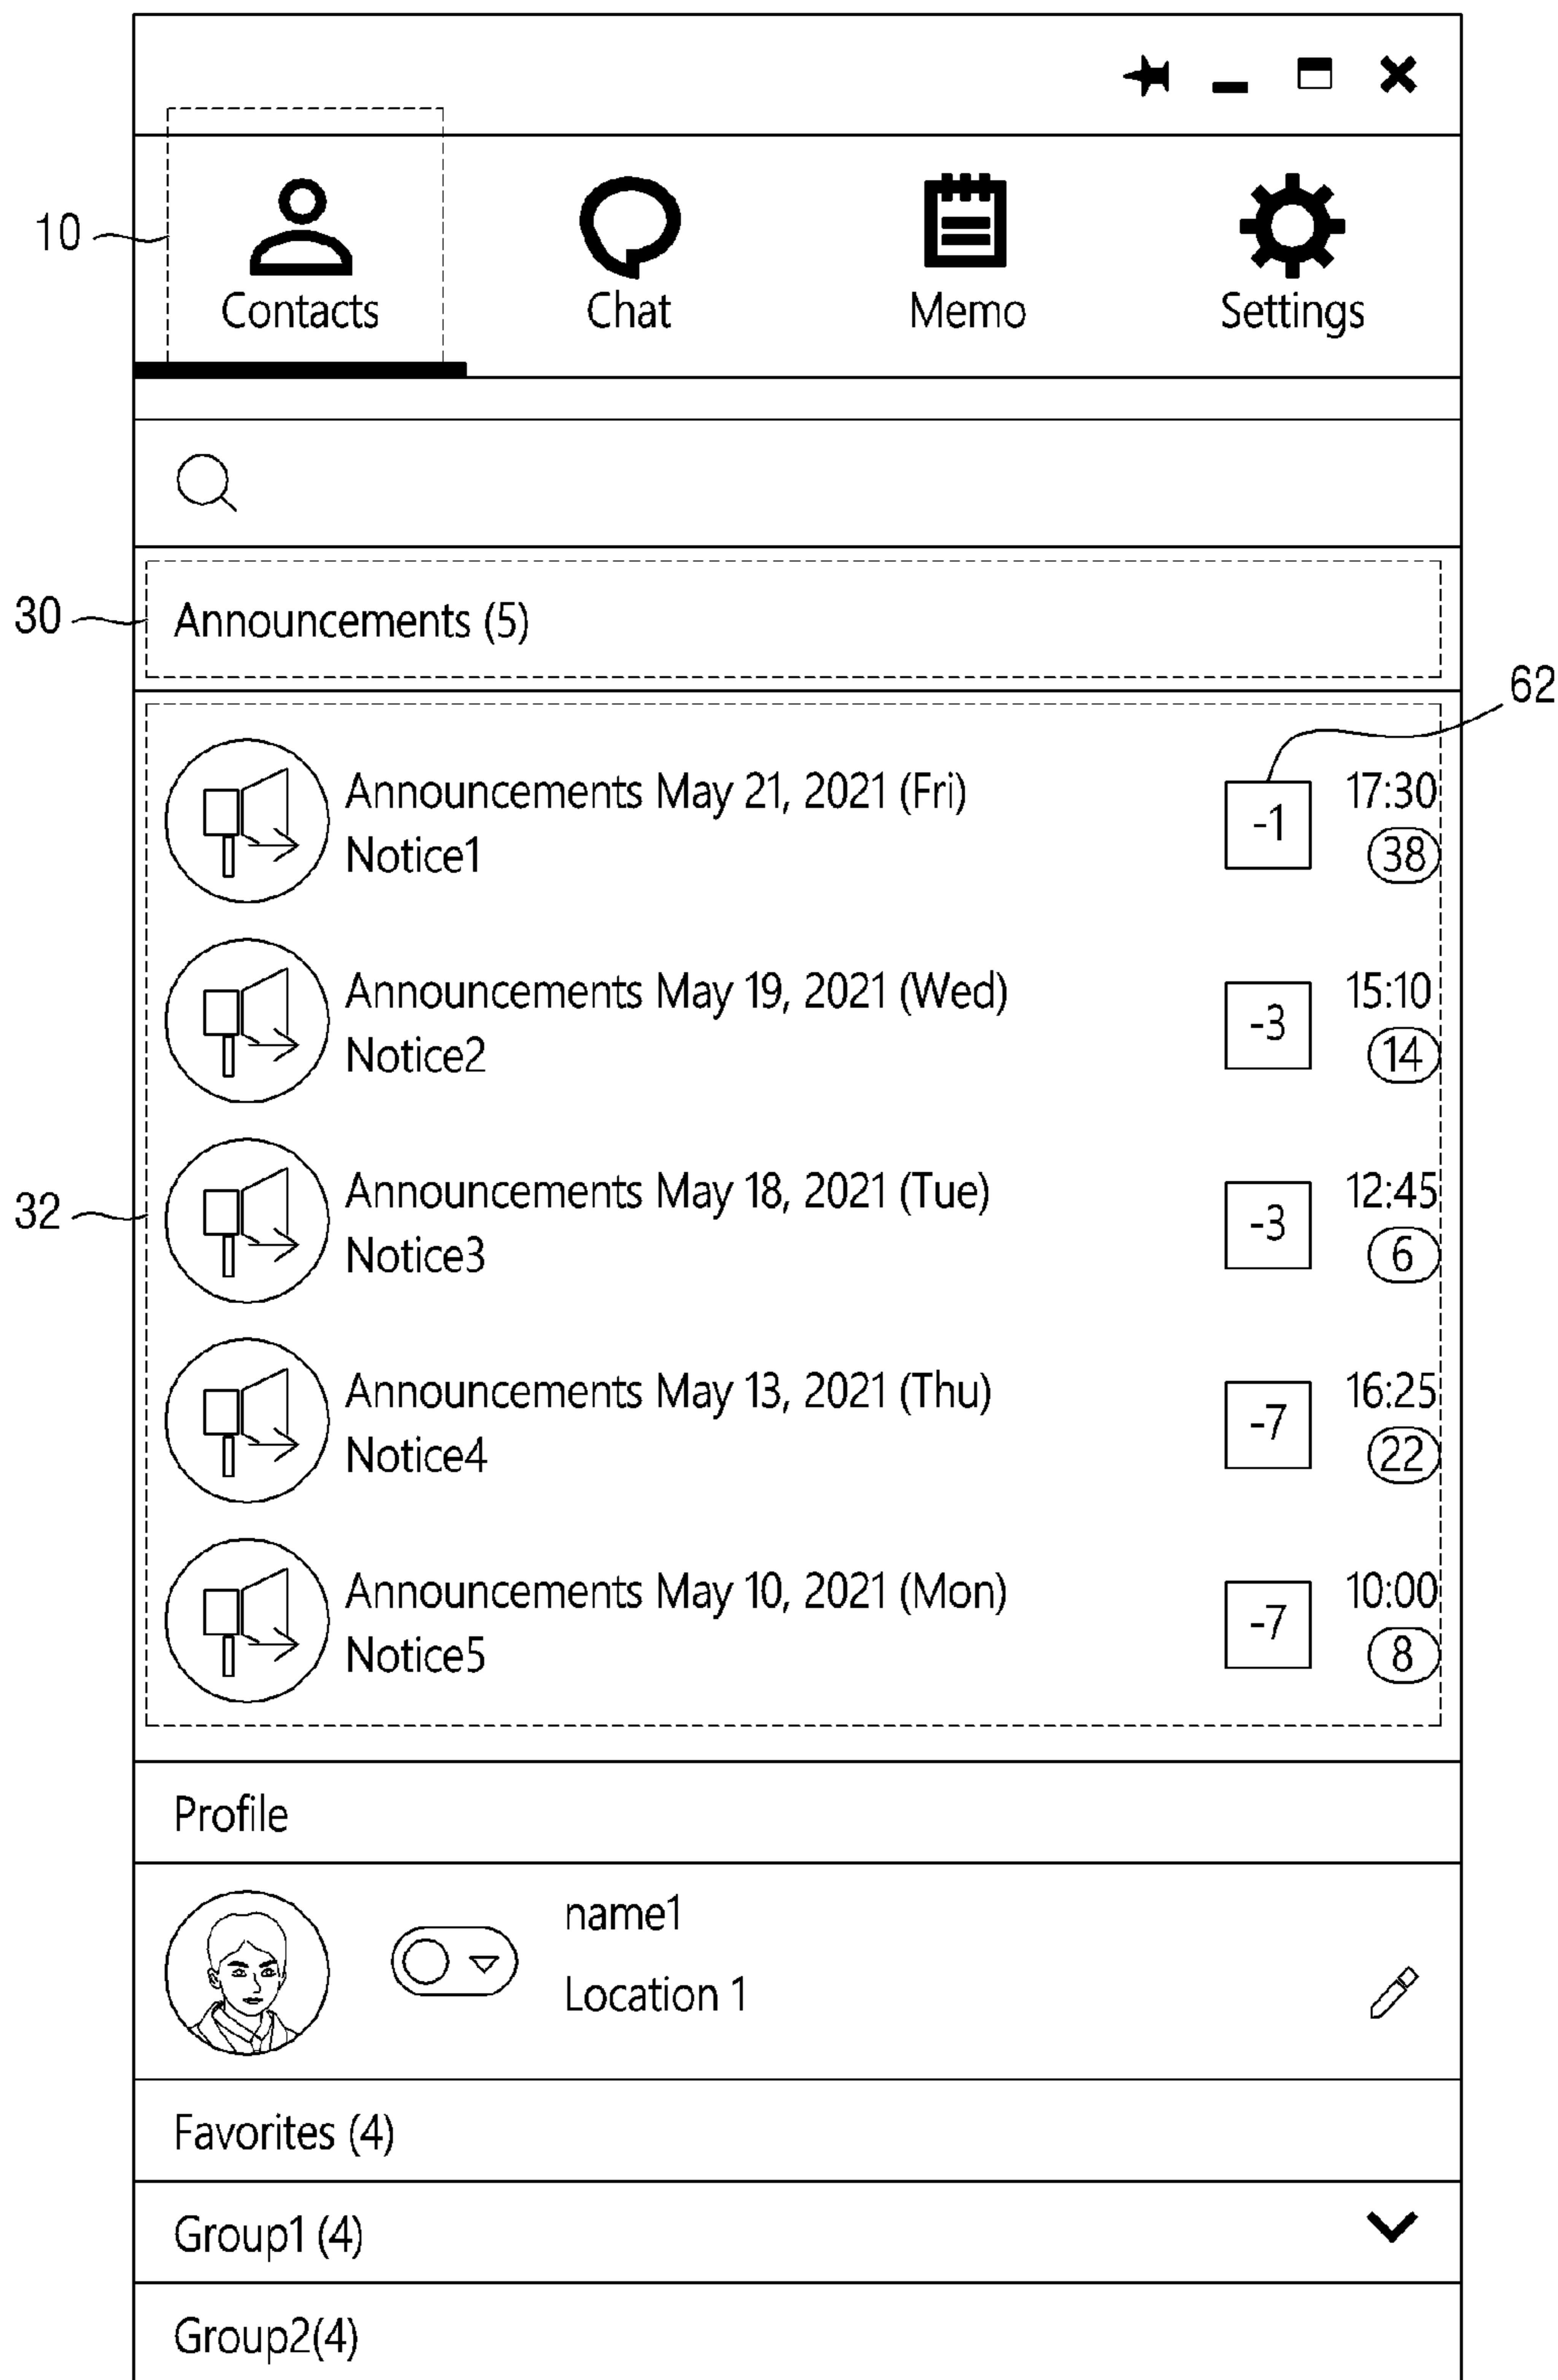 10
Contacts
Chat
Memo
Settings
30
Announcements (5)
62
Announcements May 21, 2021 (Fri)
-1
17:30
Notice1
38
Announcements May 19, 2021 (Wed)
-3
15:10
Notice2
14
32
Announcements May 18, 2021 (Tue)
-3
12:45
Notice3
6
Announcements May 13, 2021 (Thu)
-7
16:25
Notice4
22
Announcements May 10, 2021 (Mon)
-7
10:00
Notice5
8
Profile
name1
Location 1
Favorites (4)
Group1 (4)
Group2(4)